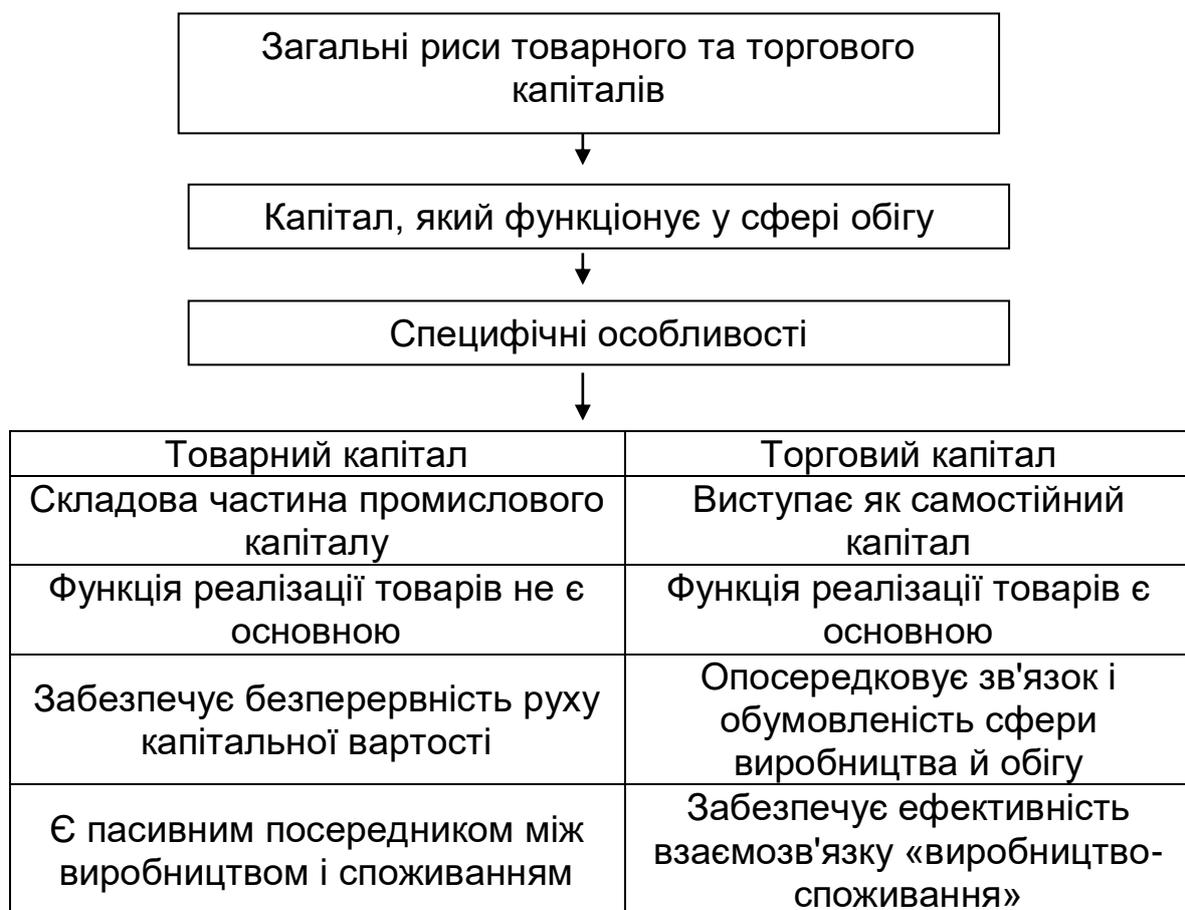 Загальні риси товарного та торгового
капіталів
Капітал, який функціонує у сфері обігу
Специфічні особливості
Товарний капітал
Торговий капітал
Складова частина промислового
капіталу
Виступає як самостійний
капітал
Функція реалізації товарів не є
основною
Функція реалізації товарів є
основною
Забезпечує безперервність руху
капітальної вартості
Опосередковує зв'язок і
обумовленість сфери
виробництва й обігу
Є пасивним посередником між
виробництвом і споживанням
Забезпечує ефективність
взаємозв'язку «виробництво-
споживання»